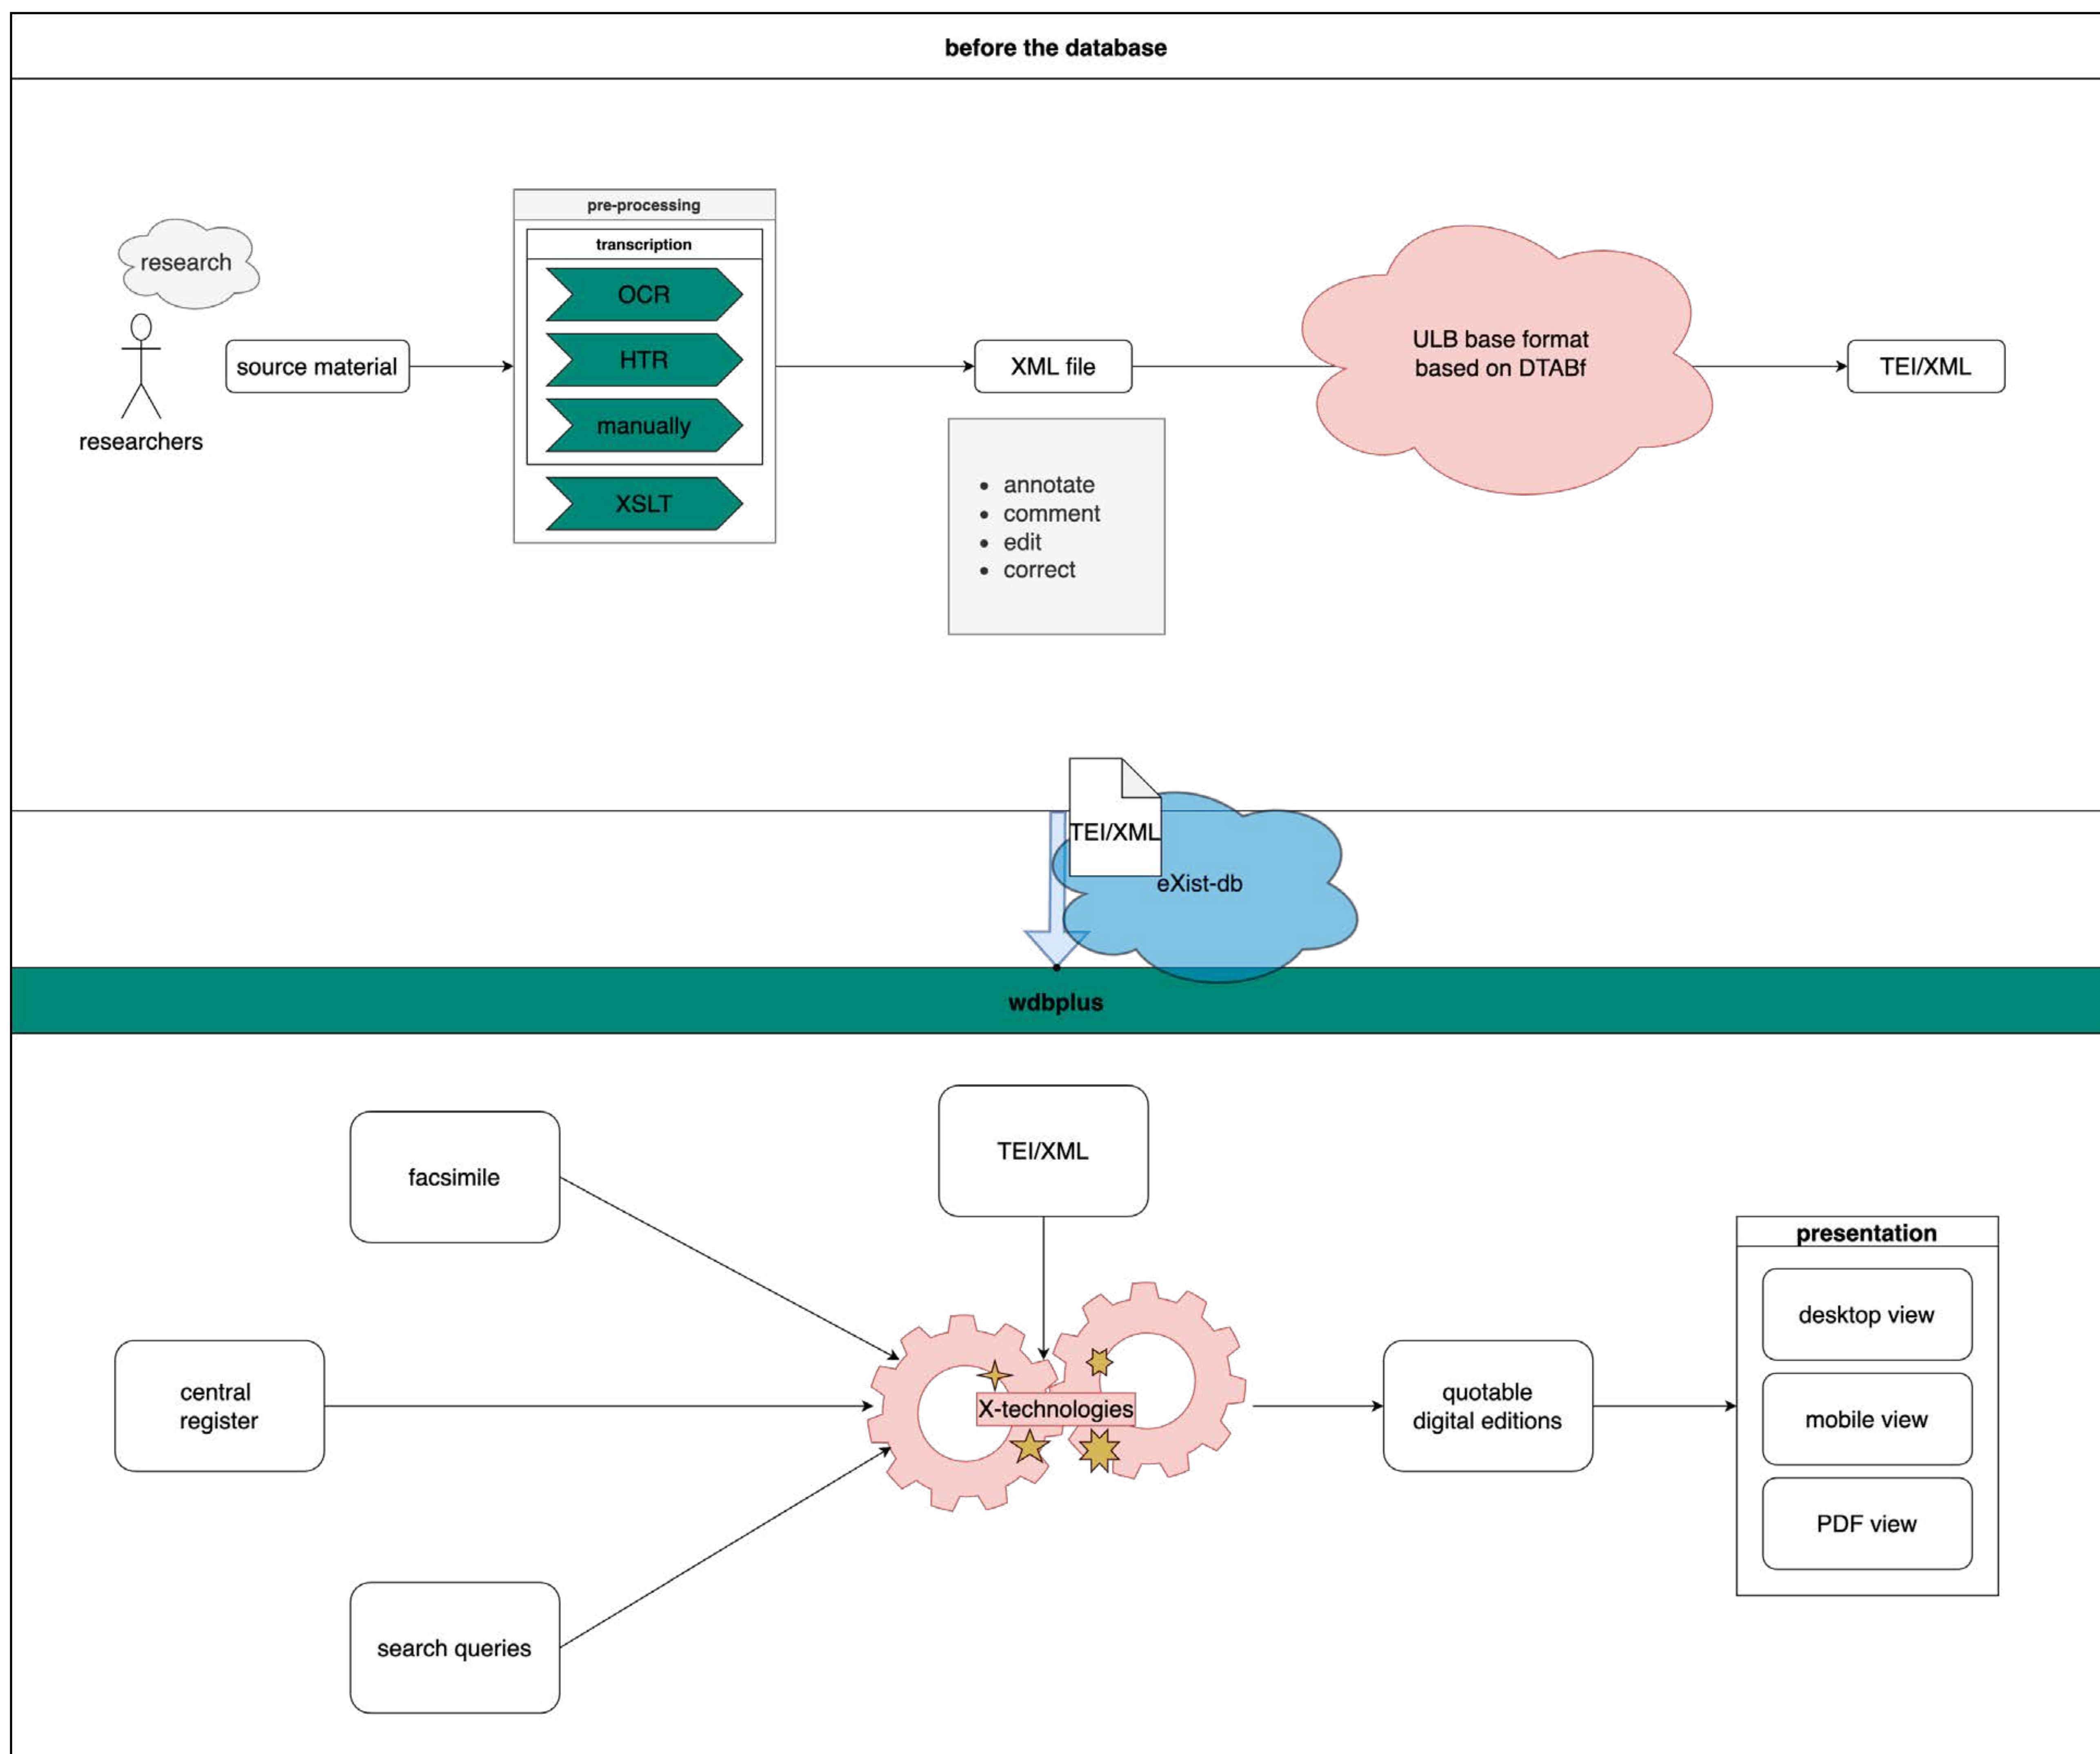 before the database
research
researchers
source material
pre-processing
transcription
OCR
HTR
manually
XSLT
XML file
• annotate
• comment
• edit
• correct
ULB base format
based on DTABf
TEI/XML
TEI/XML
eXist-db
wdbplus
facsimile
TEI/XML
central
register
search queries
X-technologies
quotable
digital editions
presentation
desktop view
mobile view
PDF view